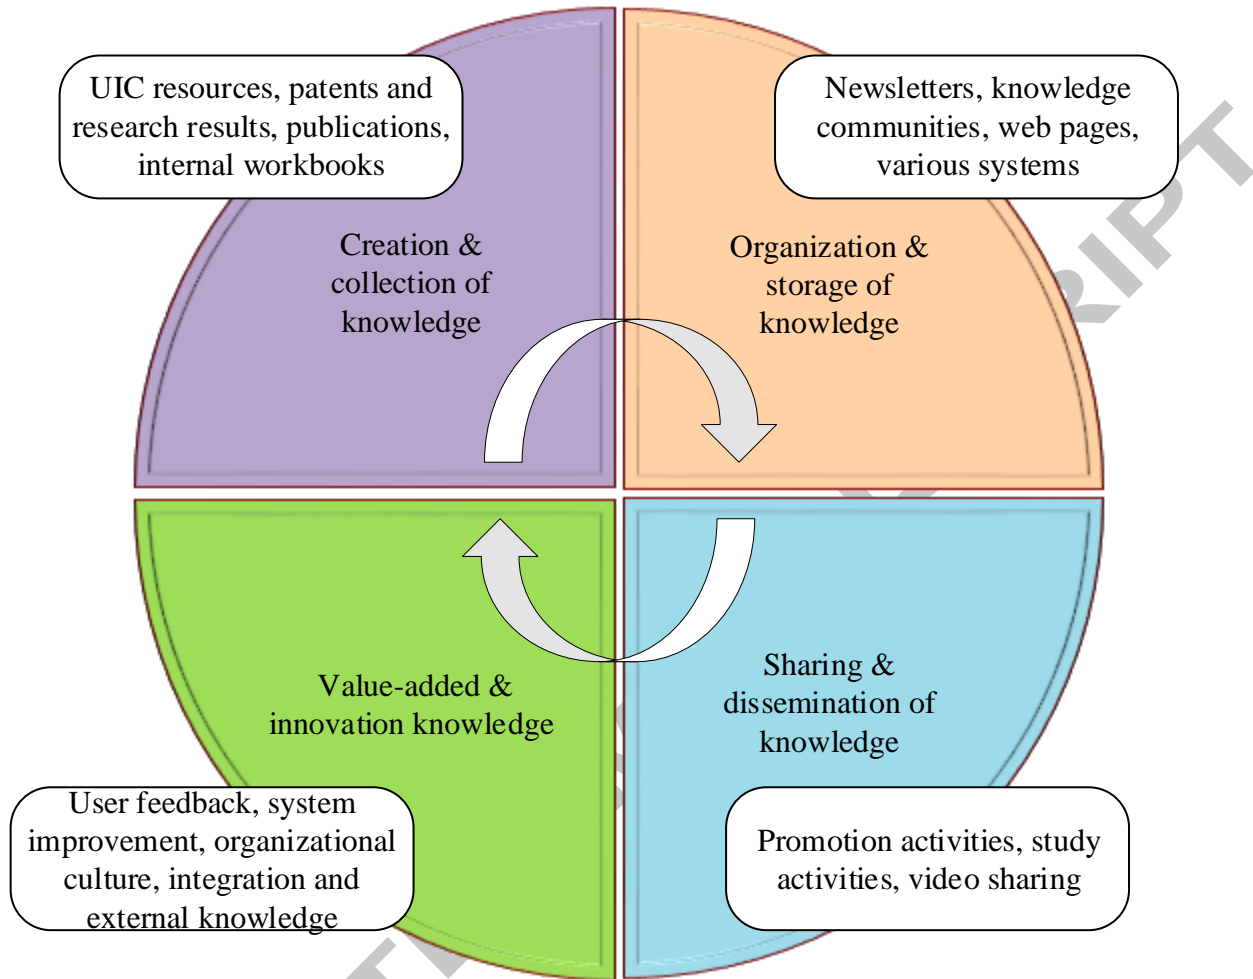 UIC resources, patents and
research results, publications,
internal workbooks
Newsletters, knowledge
communities, web pages,
various systems
Creation &
collection of
knowledge
Organization &
storage of
knowledge
Value-added &
innovation knowledge
Sharing &
dissemination of
knowledge
User feedback, system
improvement, organizational
culture, integration and
external knowledge
Promotion activities, study
activities, video sharing